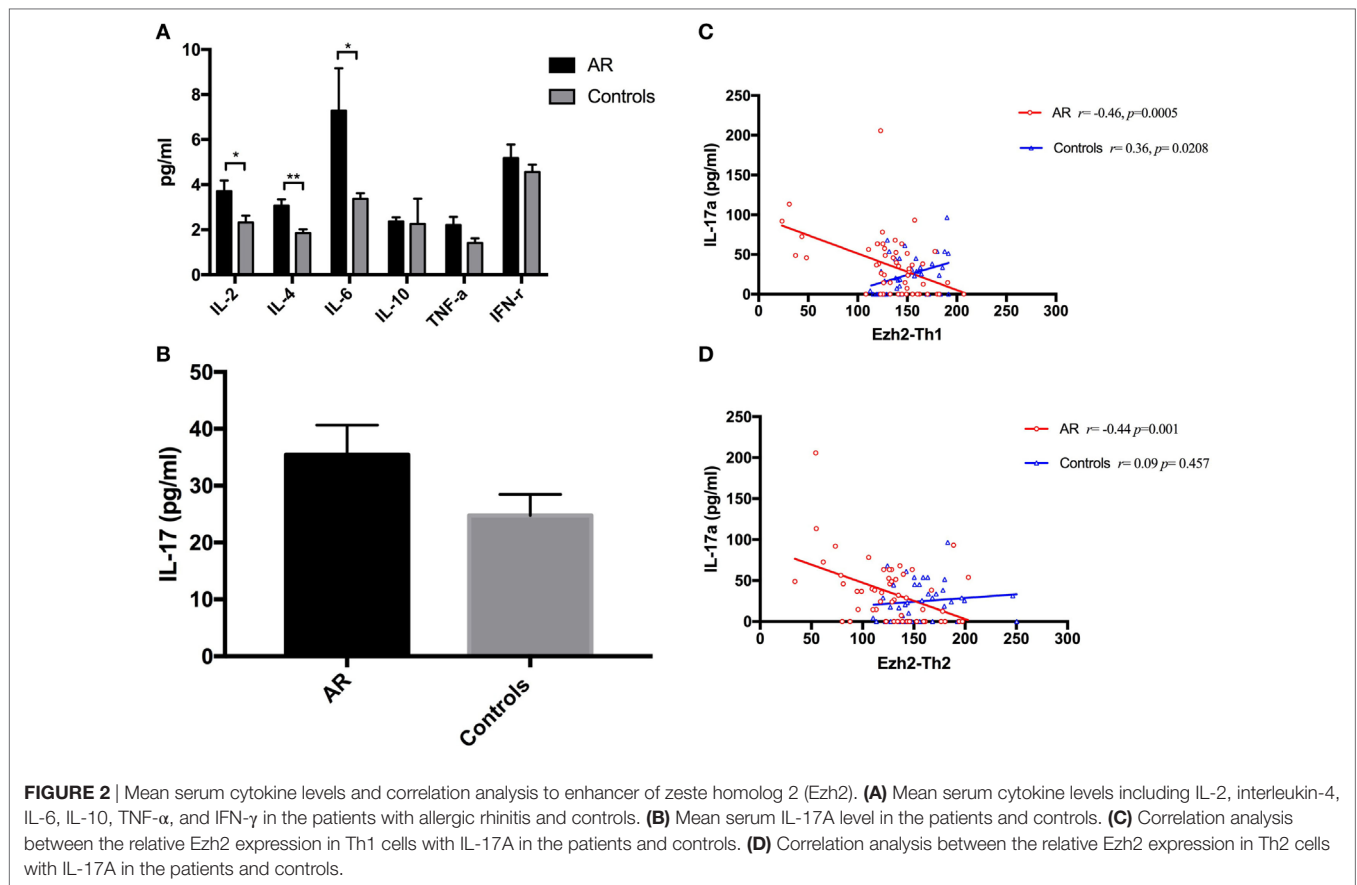 A
10
8
6
4
2
0
pg/ml
*
**
*
AR
Controls
IL-2
IL-4
IL-6
IL-10
TNF-a
IFN-r
B
50
40
30
20
10
0
IL-17 (pg/ml)
AR
Controls
C
250
200
150
100
50
0
IL-17a (pg/ml)
AR r= -0.46, p=0.0005
Controls r= 0.36, p= 0.0208
0 50 100 150 200 250 300
Ezh2-Th1
D
250
200
150
100
50
0
IL-17a (pg/ml)
AR r= -0.44 p=0.001
Controls r= 0.09 p= 0.457
0 50 100 150 200 250 300
Ezh2-Th2
FIGURE 2 | Mean serum cytokine levels and correlation analysis to enhancer of zeste homolog 2 (Ezh2). (A) Mean serum cytokine levels including IL-2, interleukin-4,
IL-6, IL-10, TNF-α, and IFN-γ in the patients with allergic rhinitis and controls. (B) Mean serum IL-17A level in the patients and controls. (C) Correlation analysis
between the relative Ezh2 expression in Th1 cells with IL-17A in the patients and controls. (D) Correlation analysis between the relative Ezh2 expression in Th2 cells
with IL-17A in the patients and controls.